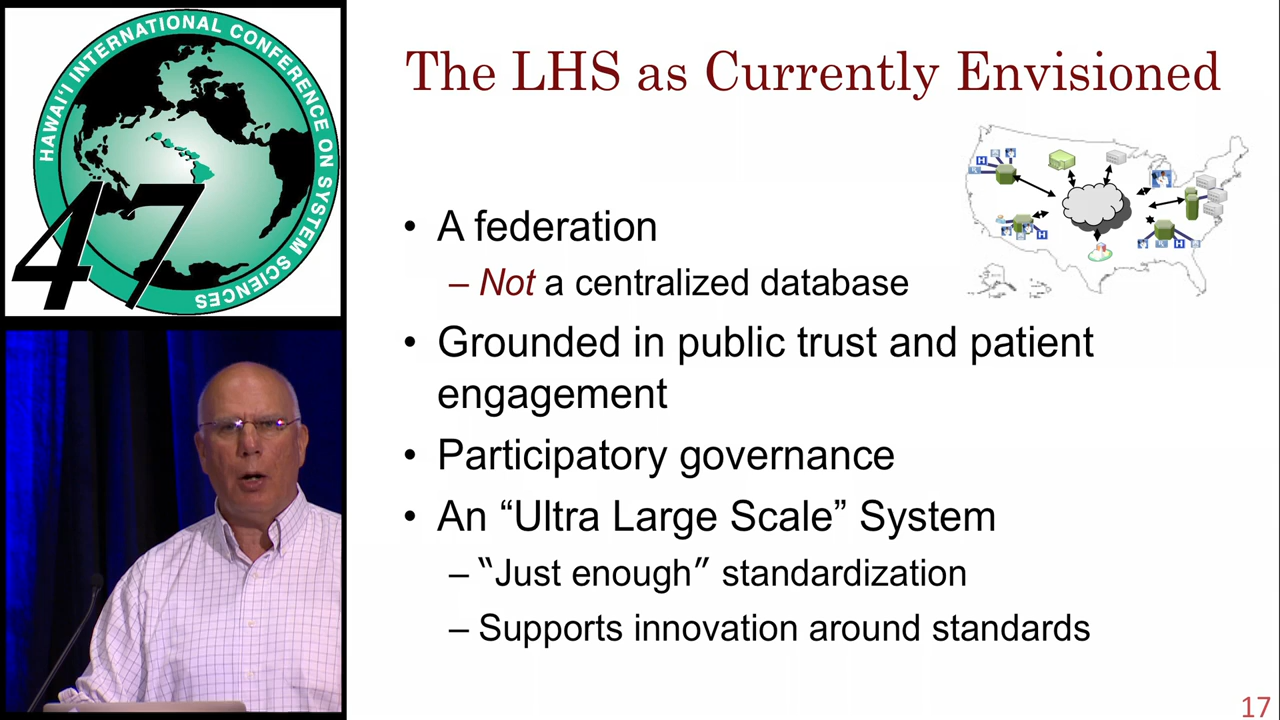 HAWAI'I INTERNATIONAL CONFERENCE ON SYSTEM SCIENCES
47
The LHS as Currently Envisioned
• A federation
– Not a centralized database
• Grounded in public trust and patient
engagement
• Participatory governance
• An “Ultra Large Scale” System
– “Just enough” standardization
– Supports innovation around standards
H
H
H
17